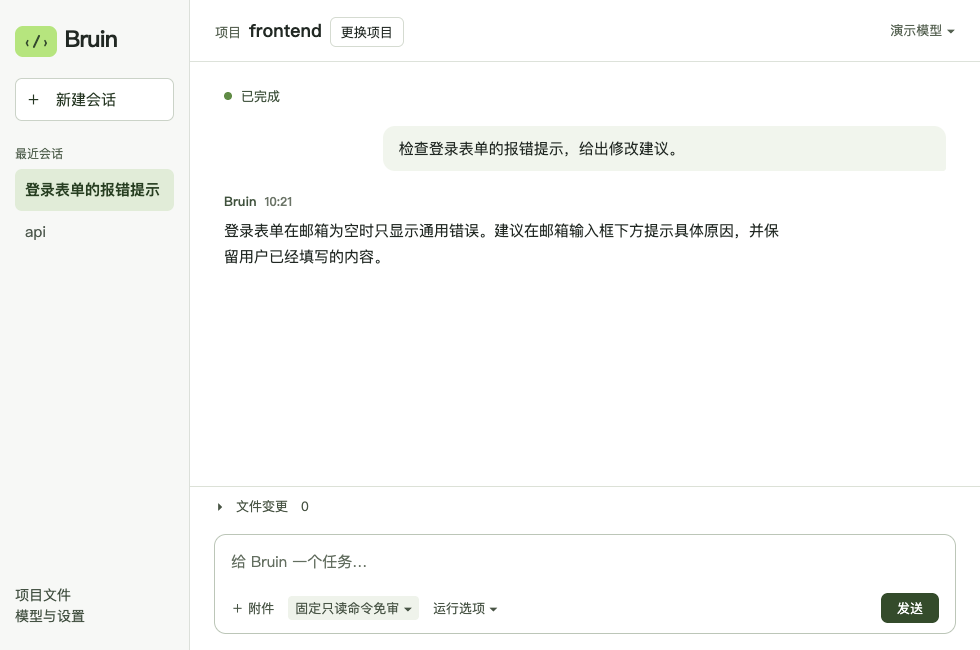 Bruin
+ 新建会话
最近会话
登录表单的报错提示
api
项目文件
模型与设置
项目 frontend 更换项目
演示模型
已完成
检查登录表单的报错提示，给出修改建议。
Bruin 10:21
登录表单在邮箱为空时只显示通用错误。建议在邮箱输入框下方提示具体原因，并保
留用户已经填写的内容。
文件变更 0
给 Bruin 一个任务…
+ 附件 固定只读命令免审 运行选项 发送